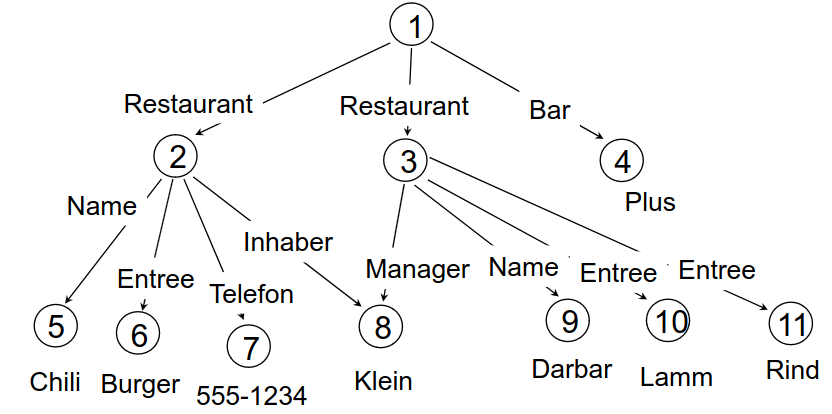 1
Restaurant
Restaurant
Bar
2
3
4
Plus
Name
Inhaber
Entree
Telefon
Manager
Name
Entree
Entree
5
6
7
8
9
10
11
Chili
Burger
555-1234
Klein
Darbar
Lamm
Rind